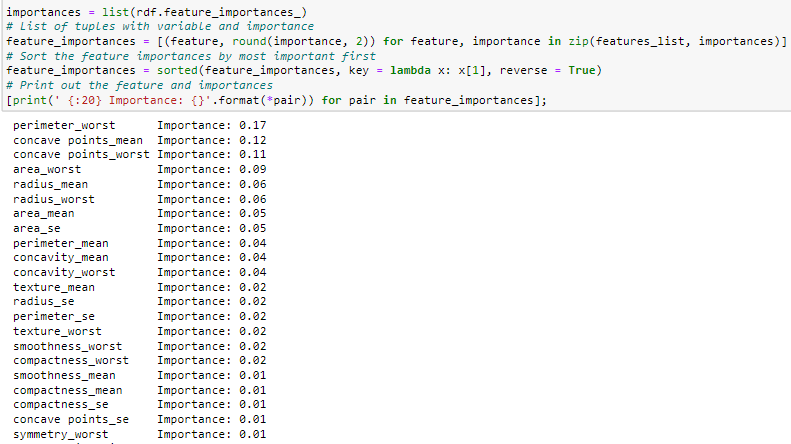 importances = list(rdf.feature_importances_)
# List of tuples with variable and importance
feature_importances = [(feature, round(importance, 2)) for feature, importance in zip(features_list, importances)]
# Sort the feature importances by most important first
feature_importances = sorted(feature_importances, key = lambda x: x[1], reverse = True)
# Print out the feature and importances
[print(' {:20} Importance: {}'.format(*pair)) for pair in feature_importances];
perimeter_worst      Importance: 0.17
concave points_mean  Importance: 0.12
concave points_worst Importance: 0.11
area_worst           Importance: 0.09
radius_mean          Importance: 0.06
radius_worst         Importance: 0.06
area_mean            Importance: 0.05
area_se              Importance: 0.05
perimeter_mean       Importance: 0.04
concavity_mean       Importance: 0.04
concavity_worst      Importance: 0.04
texture_mean         Importance: 0.02
radius_se            Importance: 0.02
perimeter_se         Importance: 0.02
texture_worst        Importance: 0.02
smoothness_worst     Importance: 0.02
compactness_worst    Importance: 0.02
smoothness_mean      Importance: 0.01
compactness_mean     Importance: 0.01
compactness_se       Importance: 0.01
concave points_se    Importance: 0.01
symmetry_worst       Importance: 0.01